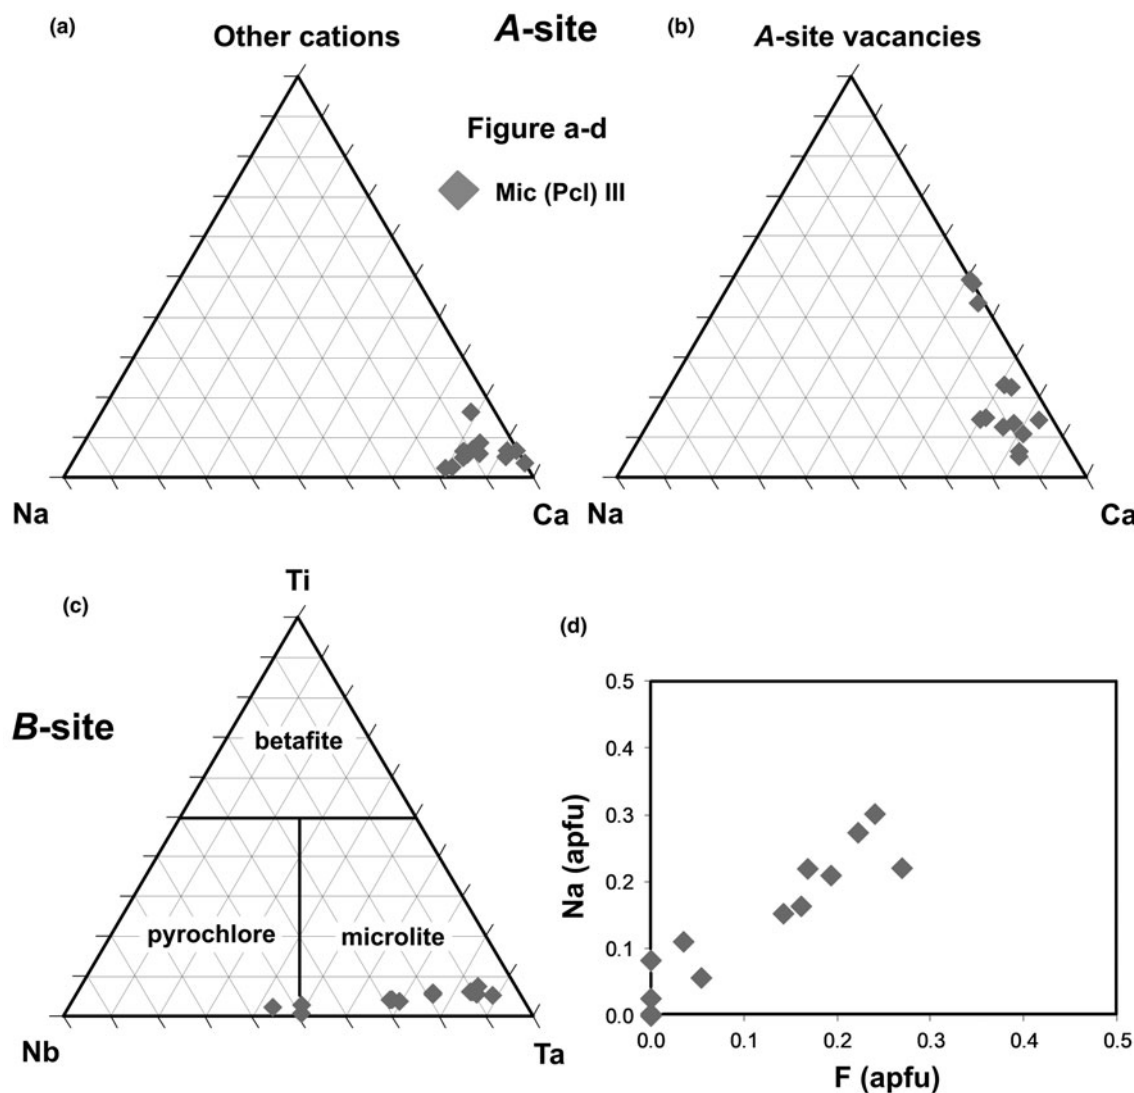 (a)
Other cations
A-site
(b)
A-site vacancies
Figure a-d
Mic (Pcl) III
Na
Ca
Na
Ca
(c)
Ti
B-site
betafite
pyrochlore
microlite
Nb
Ta
(d)
0.5
0.4
0.3
0.2
0.1
0.0
Na (apfu)
0.0
0.1
0.2
0.3
0.4
0.5
F (apfu)